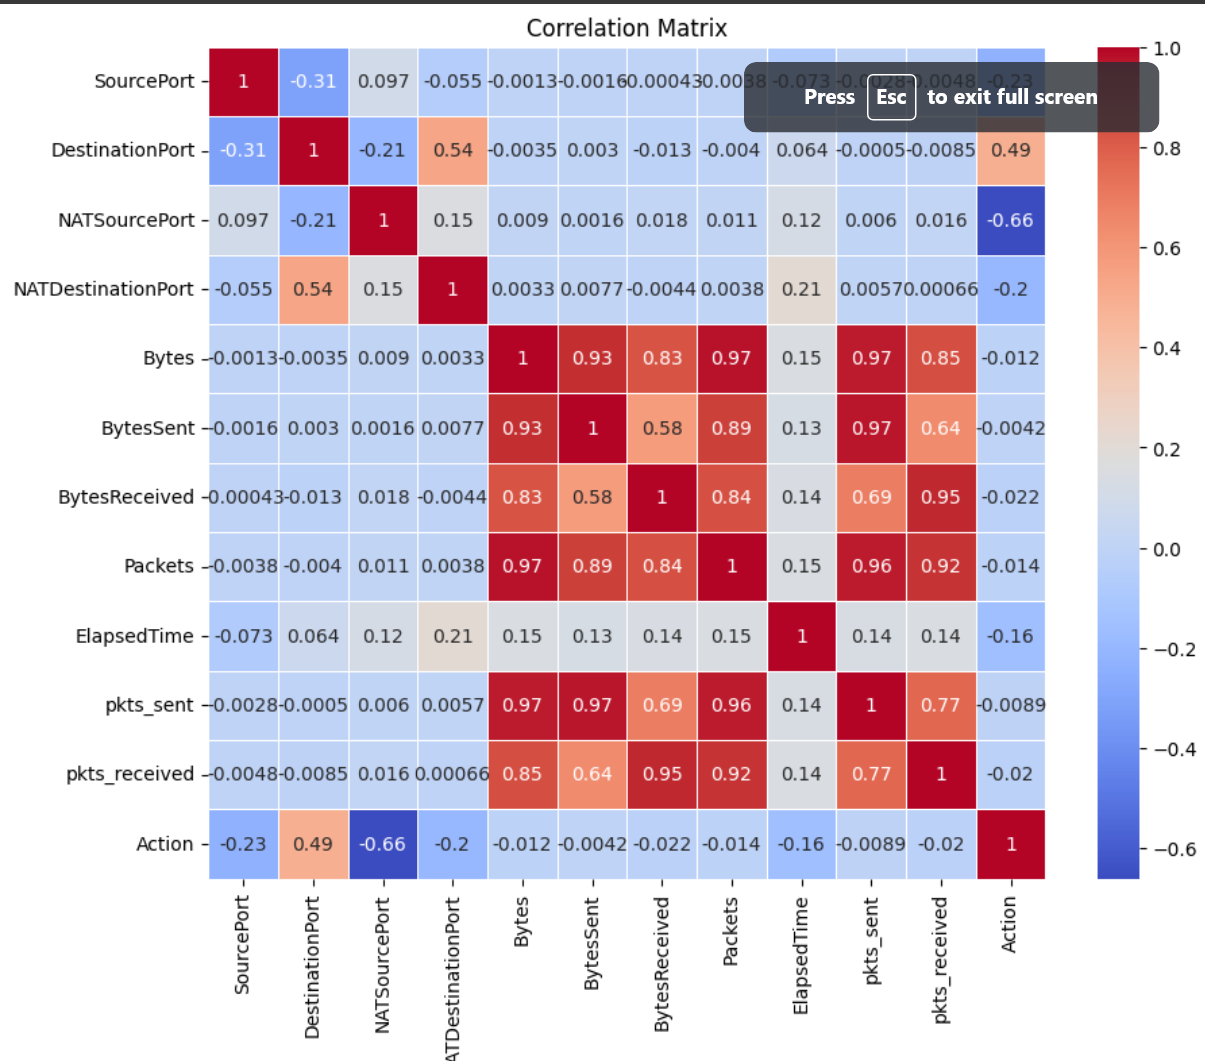 Correlation Matrix
SourcePort 1 -0.31 0.097 -0.055 -0.0013 -0.0016 -0.00043 -0.0038 -0.073 -0.0028 -0.0048 -0.23
Press Esc to exit full screen
DestinationPort -0.31 1 -0.21 0.54 -0.0035 0.003 -0.013 -0.004 0.064 -0.0005 -0.0085 0.49
NATSourcePort 0.097 -0.21 1 0.15 0.009 0.0016 0.018 0.011 0.12 0.006 0.016 -0.66
NATDestinationPort -0.055 0.54 0.15 1 0.0033 0.0077 -0.0044 0.0038 0.21 0.0057 0.00066 -0.2
Bytes -0.0013 -0.0035 0.009 0.0033 1 0.93 0.83 0.97 0.15 0.97 0.85 -0.012
BytesSent -0.0016 0.003 0.0016 0.0077 0.93 1 0.58 0.89 0.13 0.97 0.64 -0.0042
BytesReceived -0.00043 -0.013 0.018 -0.0044 0.83 0.58 1 0.84 0.14 0.69 0.95 -0.022
Packets -0.0038 -0.004 0.011 0.0038 0.97 0.89 0.84 1 0.15 0.96 0.92 -0.014
ElapsedTime -0.073 0.064 0.12 0.21 0.15 0.13 0.14 0.15 1 0.14 0.14 -0.16
pkts_sent -0.0028 -0.0005 0.006 0.0057 0.97 0.97 0.69 0.96 0.14 1 0.77 -0.0089
pkts_received -0.0048 -0.0085 0.016 0.00066 0.85 0.64 0.95 0.92 0.14 0.77 1 -0.02
Action -0.23 0.49 -0.66 -0.2 -0.012 -0.0042 -0.022 -0.014 -0.16 -0.0089 -0.02 1
SourcePort
DestinationPort
NATSourcePort
ATDestinationPort
Bytes
BytesSent
BytesReceived
Packets
ElapsedTime
pkts_sent
pkts_received
Action
1.0
0.8
0.6
0.4
0.2
0.0
−0.2
−0.4
−0.6